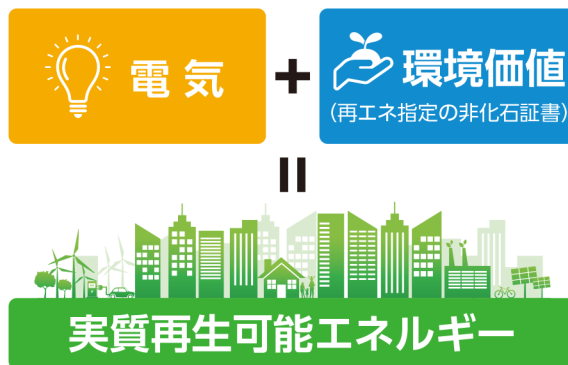 電気
+
環境価値
(再エネ指定の非化石証書)
=
実質再生可能エネルギー